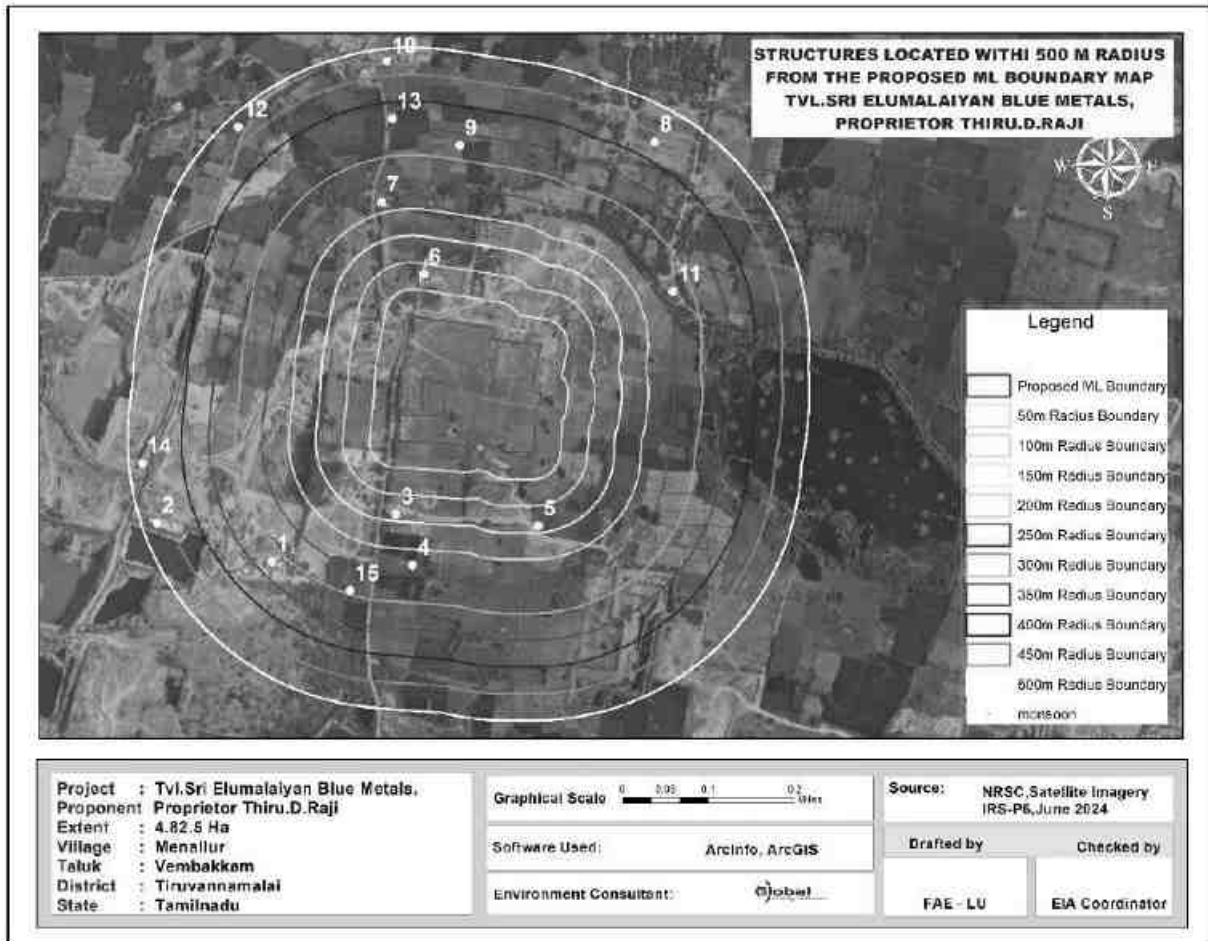 STRUCTURES LOCATED WITHI 500 M RADIUS
FROM THE PROPOSED ML BOUNDARY MAP
TVL.SRI ELUMALAIYAN BLUE METALS,
PROPRIETOR THIRU.D.RAJI
10
12
13
9
8
7
W
E
S
6
11
14
2
3
5
1
4
15
Legend
Proposed ML Boundary
50m Radius Boundary
100m Radius Boundary
150m Radius Boundary
200m Radius Boundary
250m Radius Boundary
300m Radius Boundary
350m Radius Boundary
400m Radius Boundary
450m Radius Boundary
500m Radius Boundary
monsoon
Project : Tvl.Sri Elumalaiyan Blue Metals,
Proponent Proprietor Thiru.D.Raji
Extent : 4.82.5 Ha
Village : Menallur
Taluk : Vembakkam
District : Tiruvannamalai
State : Tamilnadu
Graphical Scale 0 0.05 0.1 0.2
Miles
Software Used: ArcInfo, ArcGIS
Environment Consultant: Global
Source: NRSC,Satellite Imagery
IRS-P6,June 2024
Drafted by Checked by
FAE - LU EIA Coordinator